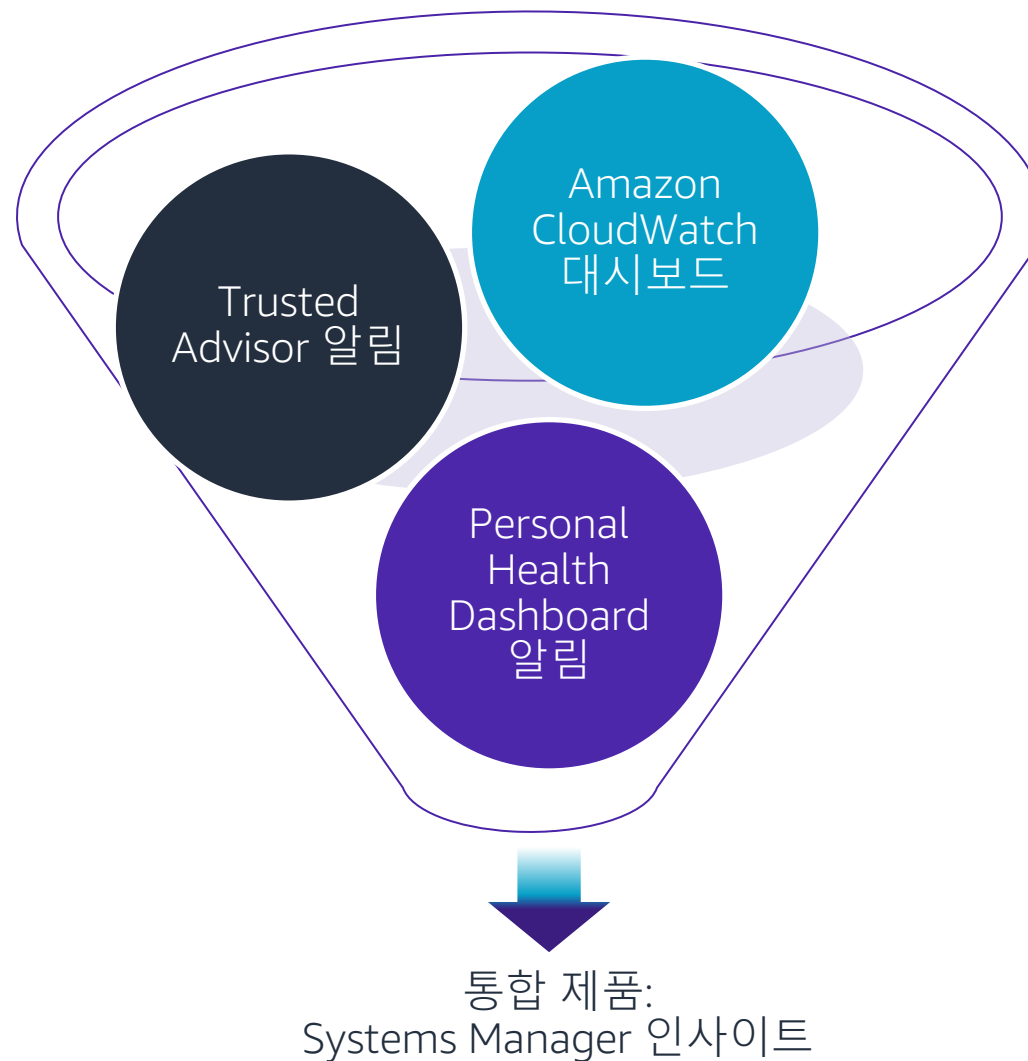 Amazon
CloudWatch
대시보드
Trusted
Advisor 알림
Personal
Health
Dashboard
알림
통합 제품:
Systems Manager 인사이트